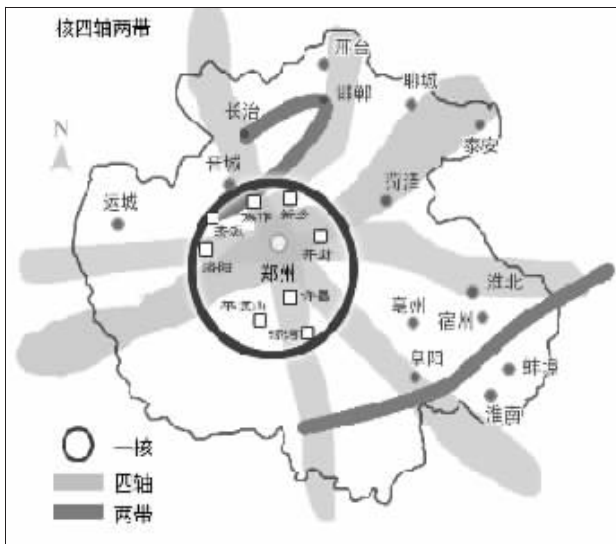 核四轴两带
邢台
邯郸
聊城
长治
N
泰安
晋城
菏泽
运城
焦作
新乡
济源
开封
洛阳
郑州
淮北
许昌
平顶山
亳州
宿州
漯河
阜阳
蚌埠
淮南
一核
四轴
两带